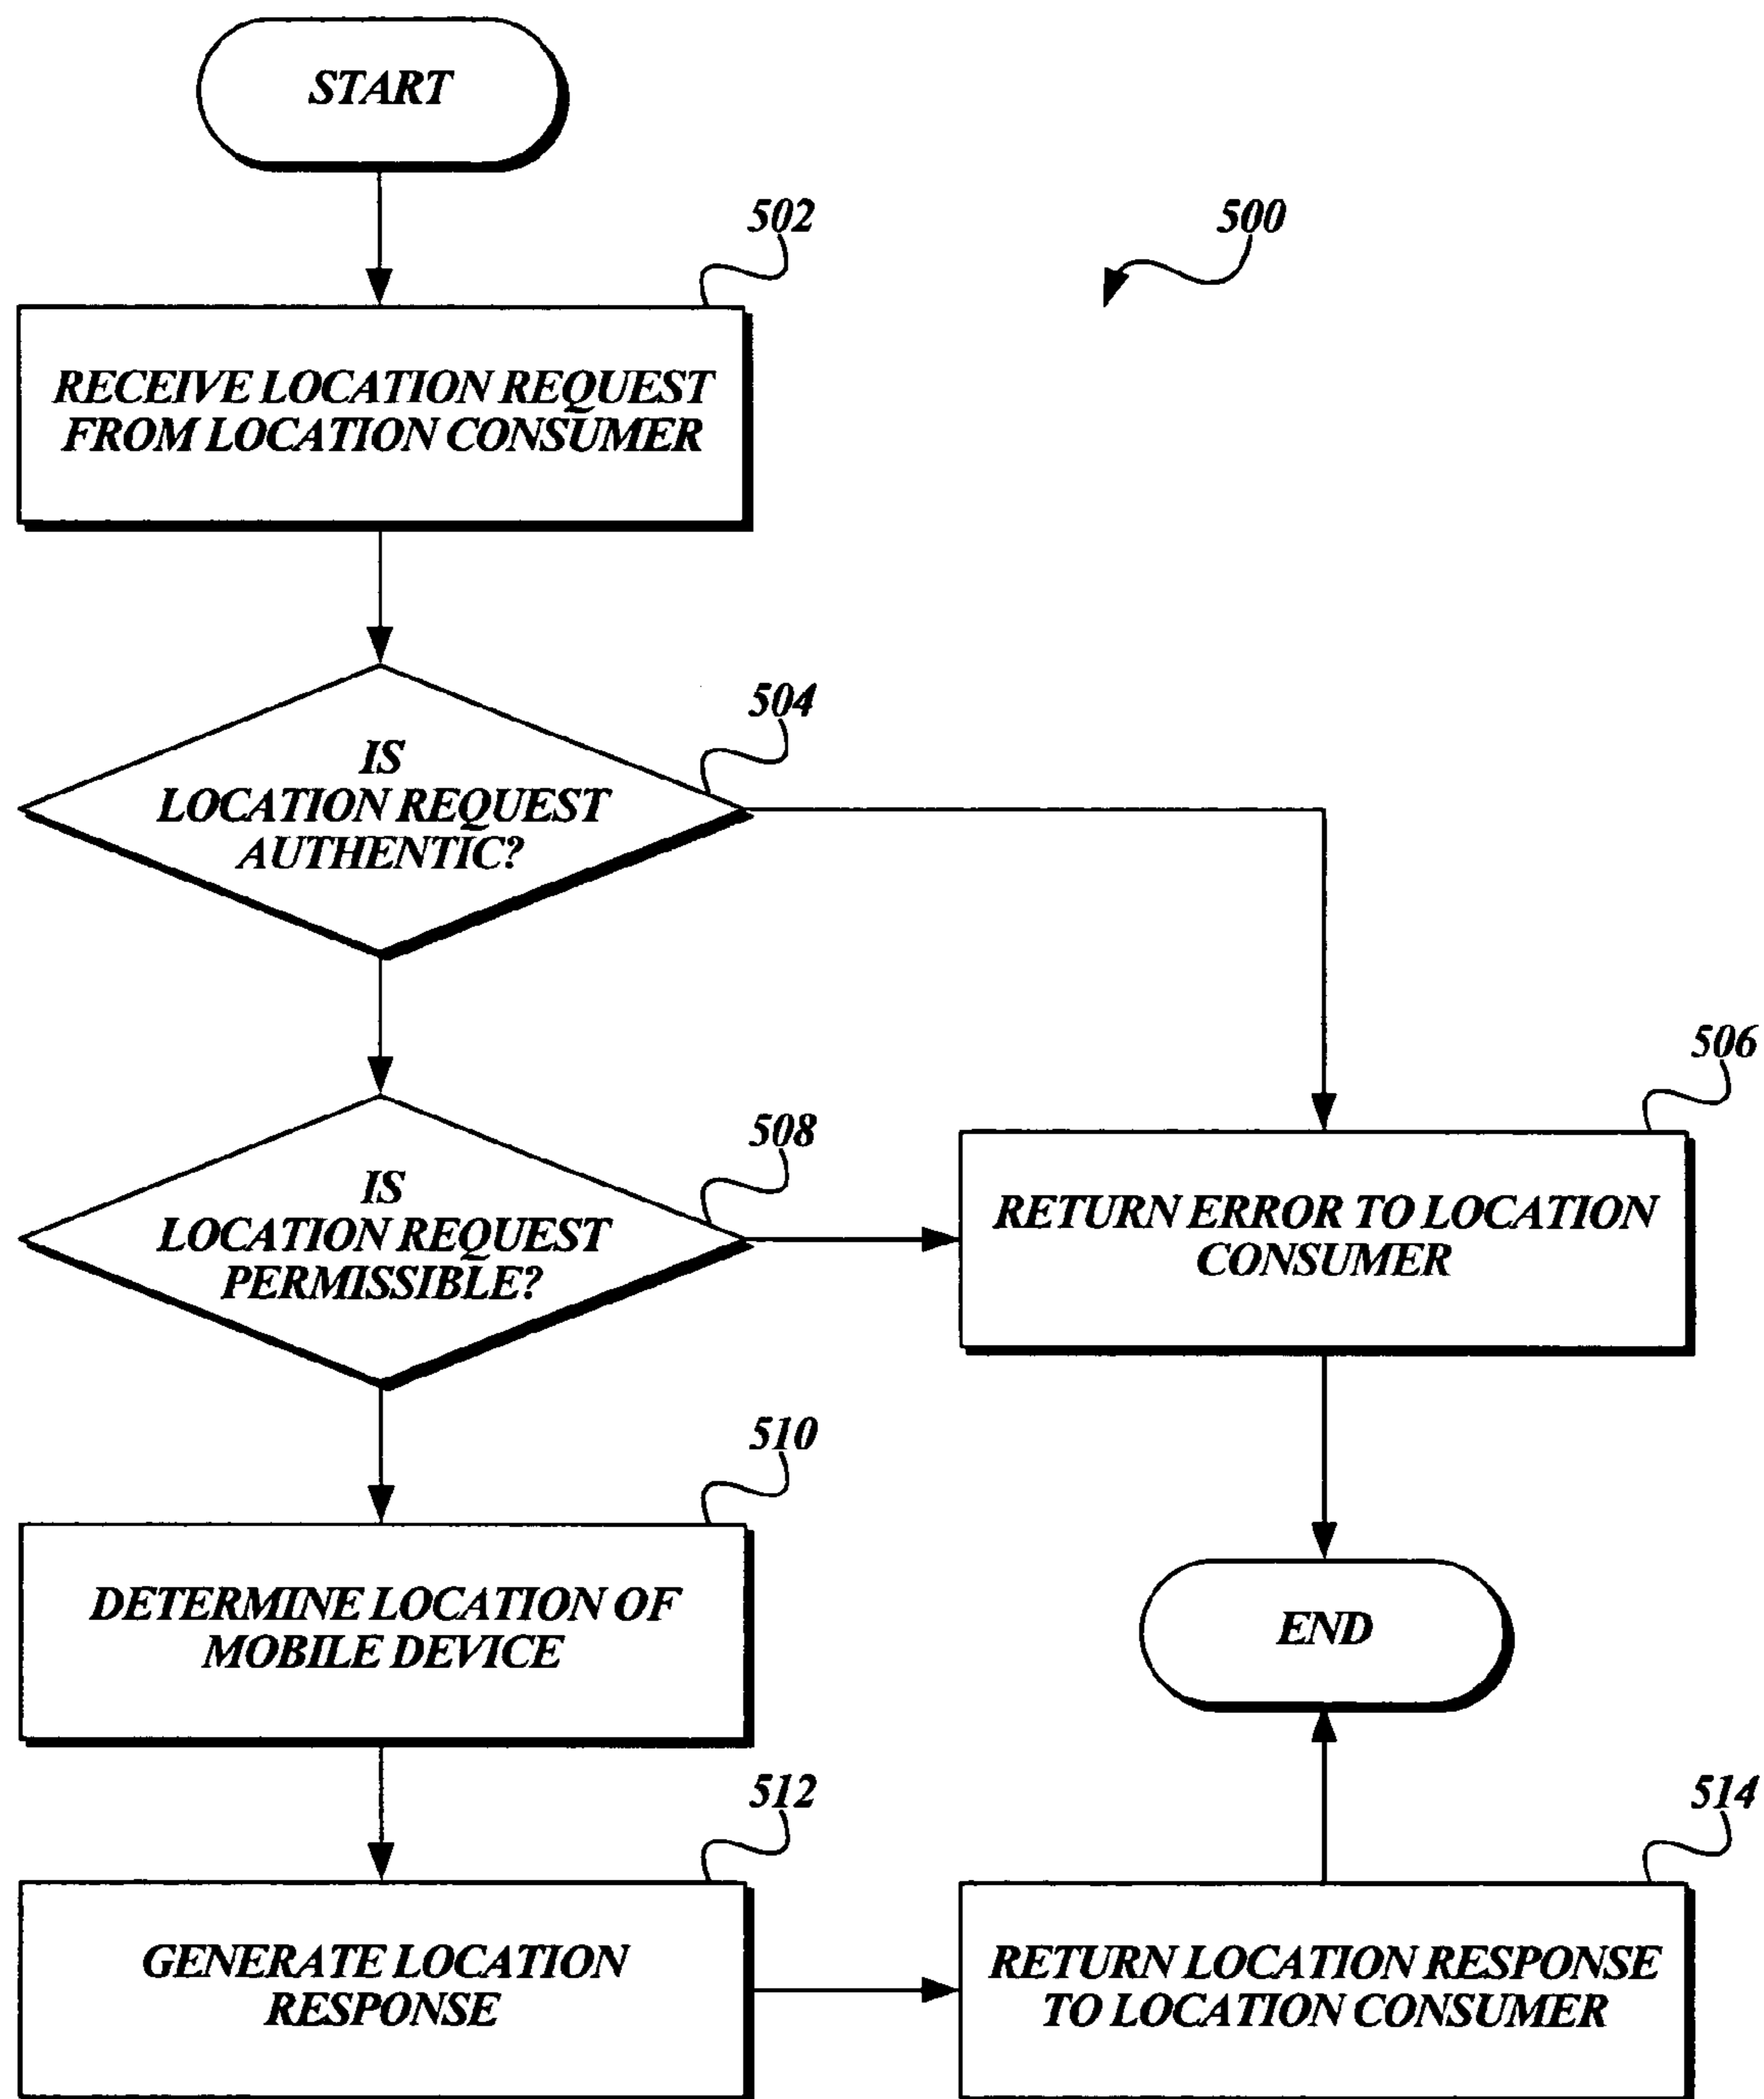 START
502
500
RECEIVE LOCATION REQUEST
FROM LOCATION CONSUMER
504
IS
LOCATION REQUEST
AUTHENTIC?
506
508
IS
LOCATION REQUEST
PERMISSIBLE?
RETURN ERROR TO LOCATION
CONSUMER
510
DETERMINE LOCATION OF
MOBILE DEVICE
END
512
514
GENERATE LOCATION
RESPONSE
RETURN LOCATION RESPONSE
TO LOCATION CONSUMER